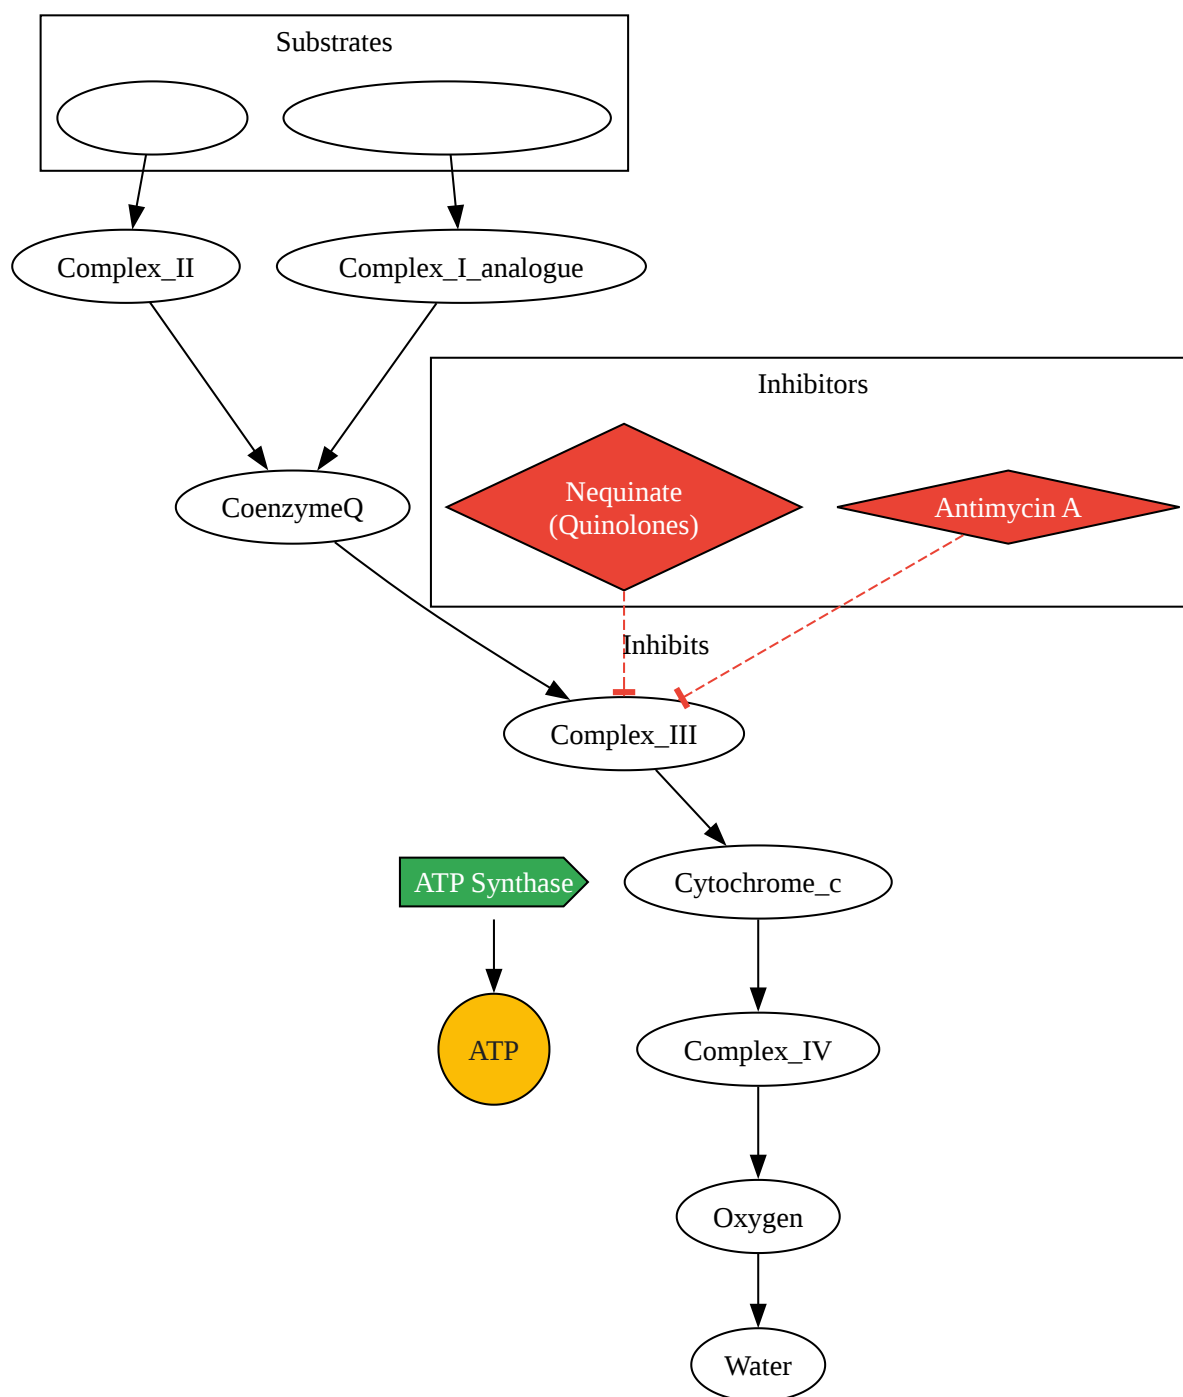 Substrates
Complex_II
Complex_I_analogue
Inhibitors
CoenzymeQ
Nequinate
(Quinolones)
Antimycin A
Inhibits
Complex_III
ATP Synthase
Cytochrome_c
ATP
Complex_IV
Oxygen
Water